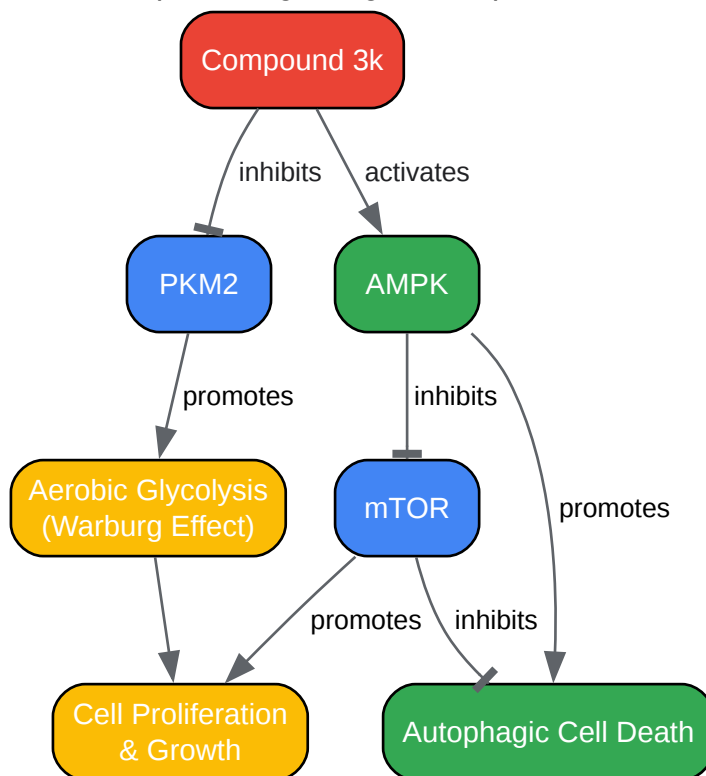 Compound 3k
inhibits
activates
PKM2
AMPK
promotes
inhibits
Aerobic Glycolysis
(Warburg Effect)
mTOR
promotes
promotes
inhibits
Cell Proliferation
& Growth
Autophagic Cell Death